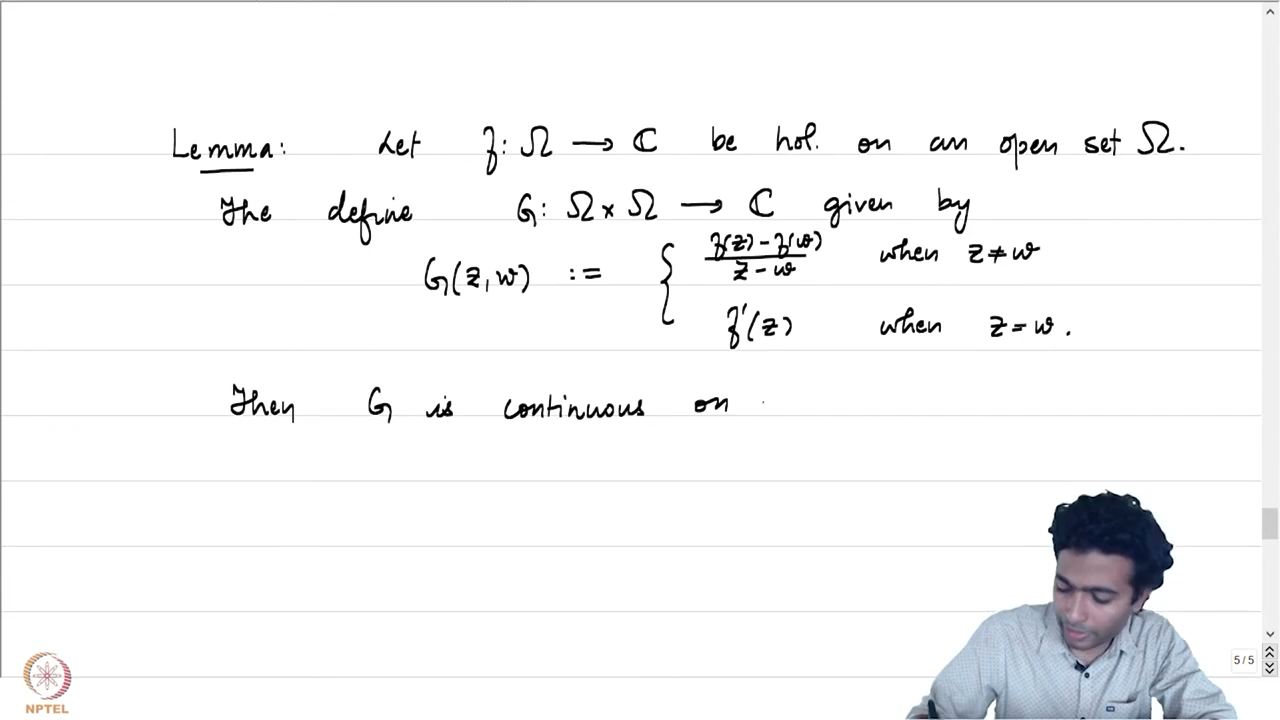 Lemma: Let f: Ω → ℂ be hol. on an open set Ω.
The define G: Ω × Ω → ℂ given by
G(z, w) := { f(z) - f(w) / z - w when z ≠ w
f'(z) when z = w.
Then G is continuous on
5 / 5
NPTEL